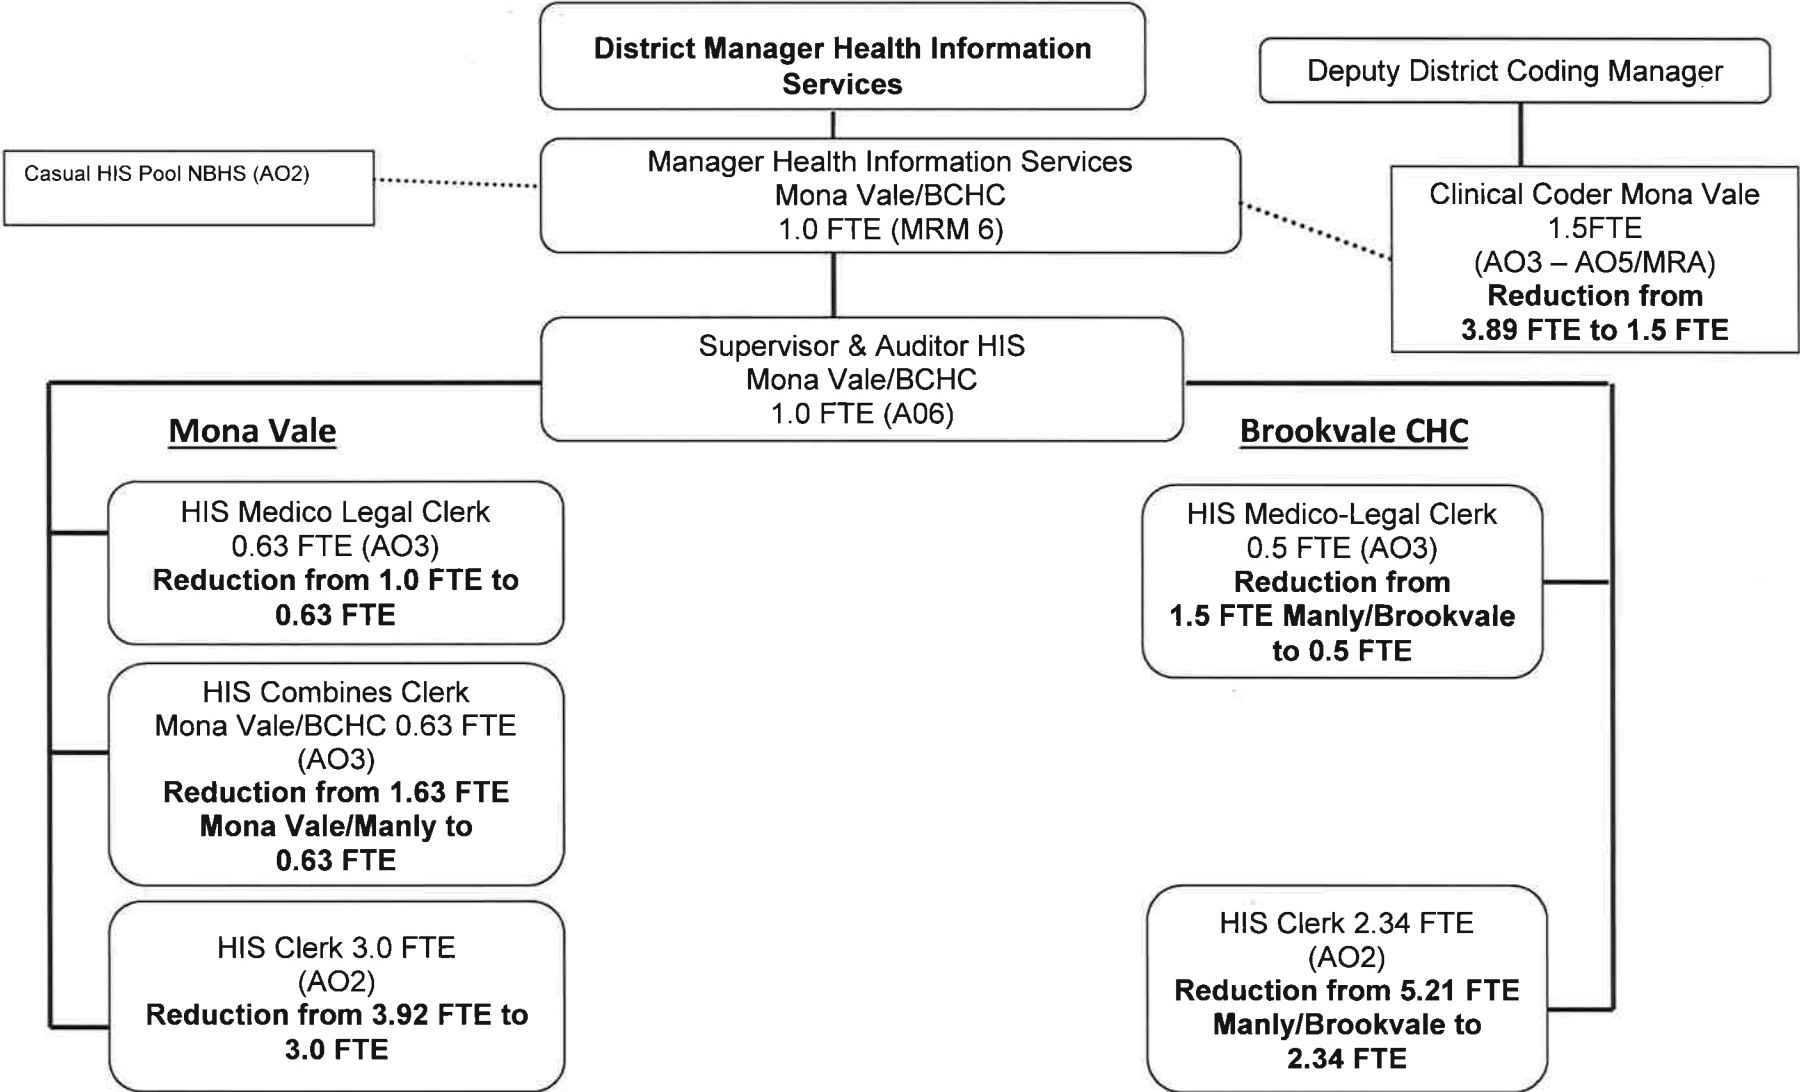 District Manager Health Information
Services
Deputy District Coding Manager
Casual HIS Pool NBHS (AO2)
Manager Health Information Services
Mona Vale/BCHC
1.0 FTE (MRM 6)
Clinical Coder Mona Vale
1.5FTE
(AO3 – AO5/MRA)
Reduction from
3.89 FTE to 1.5 FTE
Supervisor & Auditor HIS
Mona Vale/BCHC
1.0 FTE (A06)
Mona Vale
HIS Medico Legal Clerk
0.63 FTE (AO3)
Reduction from 1.0 FTE to
0.63 FTE
HIS Combines Clerk
Mona Vale/BCHC 0.63 FTE
(AO3)
Reduction from 1.63 FTE
Mona Vale/Manly to
0.63 FTE
HIS Clerk 3.0 FTE
(AO2)
Reduction from 3.92 FTE to
3.0 FTE
Brookvale CHC
HIS Medico-Legal Clerk
0.5 FTE (AO3)
Reduction from
1.5 FTE Manly/Brookvale
to 0.5 FTE
HIS Clerk 2.34 FTE
(AO2)
Reduction from 5.21 FTE
Manly/Brookvale to
2.34 FTE